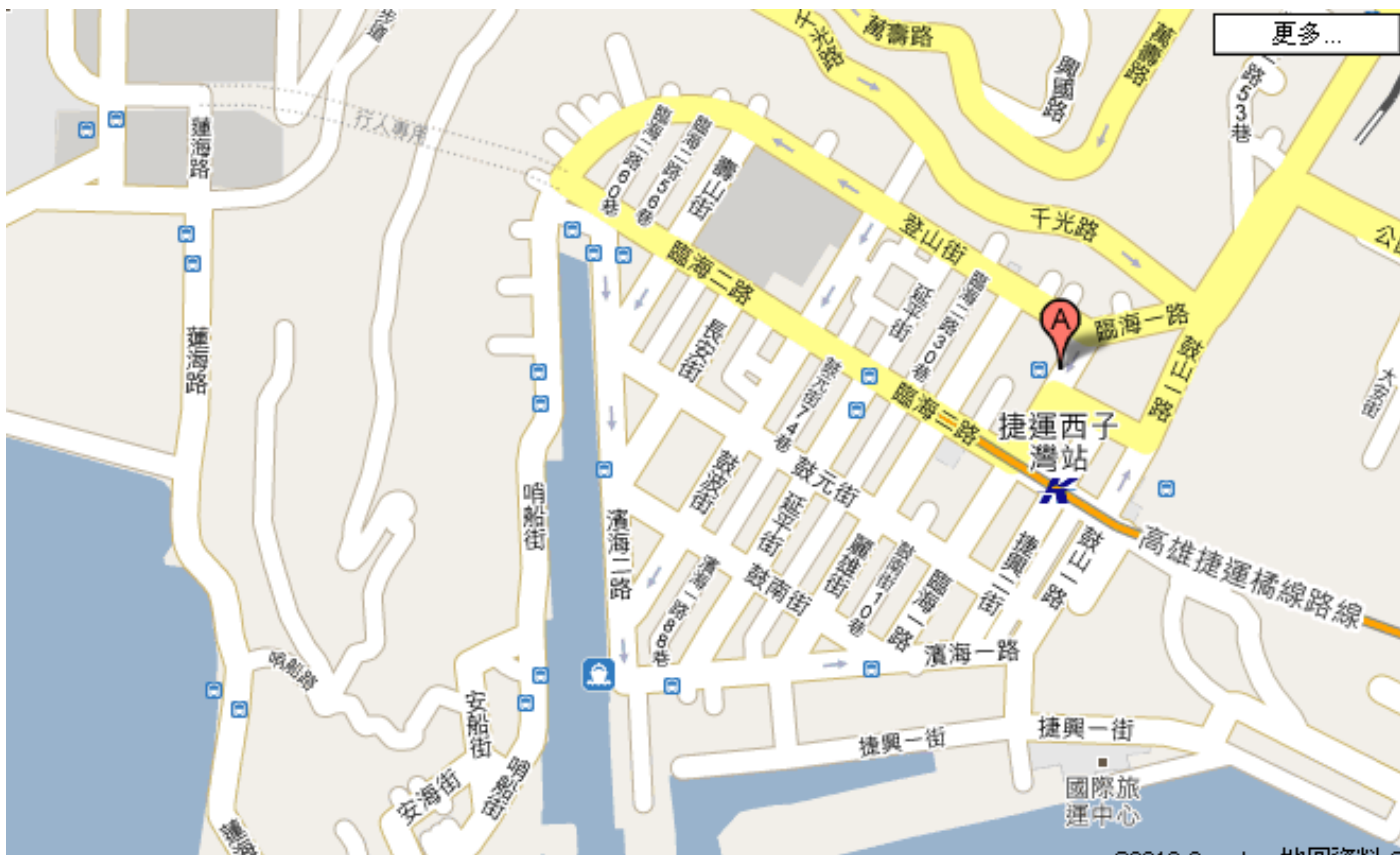 更多...
步道
千光路
萬壽路
興國路
萬壽路
二路53巷
蓮海路
行人專用
臨海二路60巷
臨海二路56巷
壽山街
千光路
登山街
臨海二路
延平街
臨海二路30巷
A
臨海一路
鼓山一路
大安街
蓮海路
長安街
鼓元街74巷
臨海二路
捷運西子
灣站
鼓波街
延平街
鼓元街
哨船街
濱海二路
濱海一路88巷
鼓南街
麗雄街
鼓南街10巷
臨海一路
捷興二街
鼓山一路
高雄捷運橘線路線
濱海一路
哨船路
安船街
哨船街
安海街
捷興一街
捷興一街
國際旅
運中心